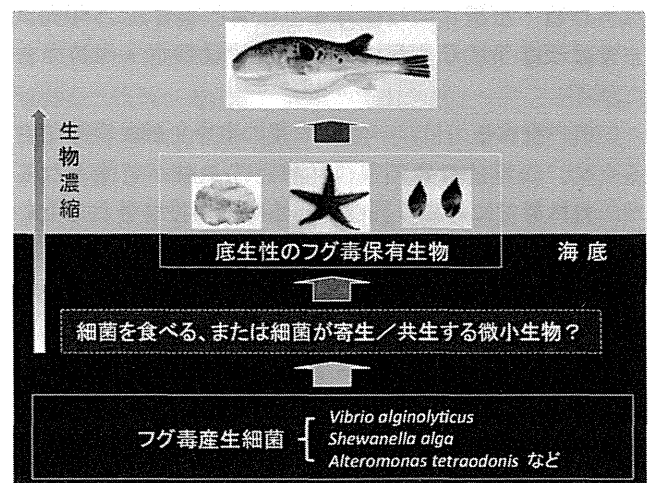 生物濃縮
底生性のフグ毒保有生物
海底
細菌を食べる、または細菌が寄生／共生する微小生物？
フグ毒産生細菌
Vibrio alginolyticus
Shewanella alga
Alteromonas tetraodonis など